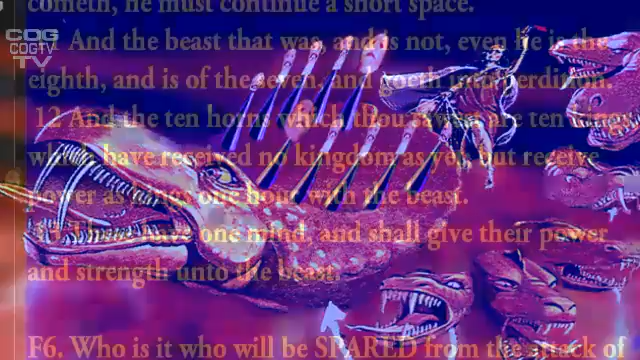 cometh, he must continue a short space.
COG
COGTV
TV
And the beast that was, and is not, even he is the
eighth, and is of the seven, and goeth into perdition.
12 And the ten horns which thou sawest are ten kings,
which have received no kingdom as yet, but receive
power as kings one hour with the beast.
13 These have one mind, and shall give their power
and strength unto the beast.
F6. Who is it who will be SPARED from the attack of